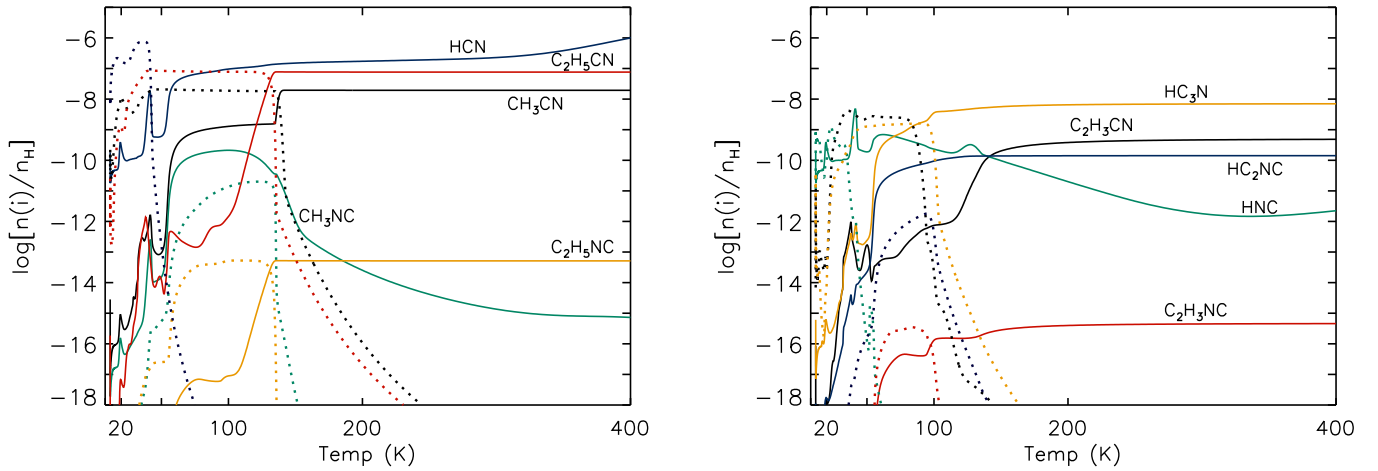 log[n(i)/n_H]
−6
−8
−10
−12
−14
−16
−18
HCN
C₂H₅CN
CH₃CN
CH₃NC
C₂H₅NC
20 100 200 400
Temp (K)
log[n(i)/n_H]
−6
−8
−10
−12
−14
−16
−18
HC₃N
C₂H₃CN
HC₂NC
HNC
C₂H₃NC
20 100 200 400
Temp (K)